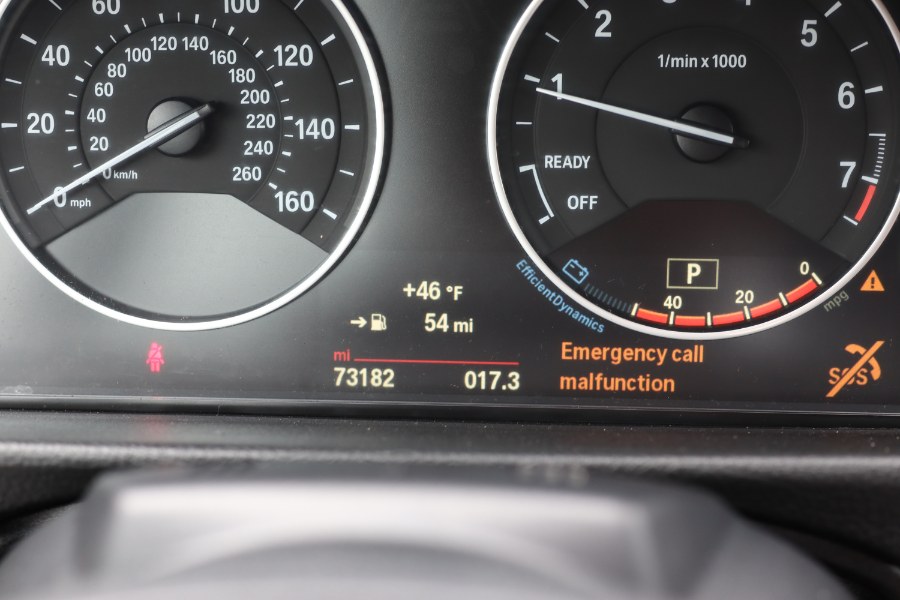 60
100
40
120
20
140
0 mph
160
20
40
60
80
100
120
140
160
180
200
220
240
260
0 km/h
1
2
5
6
7
1/min x 1000
READY
OFF
P
EfficientDynamics
40
20
0
mpg
+46 °F
54 mi
mi
73182
017.3
Emergency call
malfunction
SOS